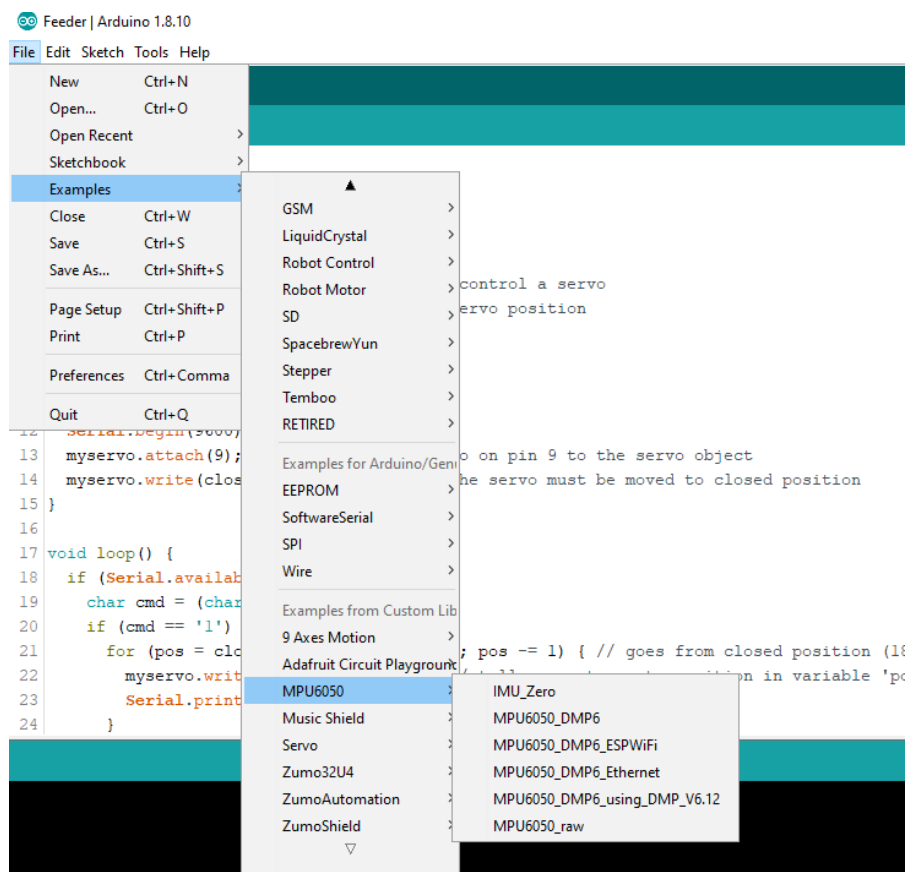 Feeder | Arduino 1.8.10
File Edit Sketch Tools Help
New Ctrl+N
Open... Ctrl+O
Open Recent
Sketchbook
Examples
Close Ctrl+W
Save Ctrl+S
Save As... Ctrl+Shift+S
Page Setup Ctrl+Shift+P
Print Ctrl+P
Preferences Ctrl+Comma
Quit Ctrl+Q
GSM
LiquidCrystal
Robot Control
Robot Motor
SD
SpacebrewYun
Stepper
Temboo
RETIRED
Examples for Arduino/Genu
EEPROM
SoftwareSerial
SPI
Wire
Examples from Custom Lib
9 Axes Motion
Adafruit Circuit Playground
MPU6050
Music Shield
Servo
Zumo32U4
ZumoAutomation
ZumoShield
IMU_Zero
MPU6050_DMP6
MPU6050_DMP6_ESPWiFi
MPU6050_DMP6_Ethernet
MPU6050_DMP6_using_DMP_V6.12
MPU6050_raw
control a servo
ervo position
12 Serial.begin(9600)
13 myservo.attach(9); o on pin 9 to the servo object
14 myservo.write(clos he servo must be moved to closed position
15 }
16
17 void loop() {
18 if (Serial.availab
19 char cmd = (char
20 if (cmd == '1')
21 for (pos = clo ; pos -= 1) { // goes from closed position (18
22 myservo.writ in variable 'po
23 Serial.print
24 }